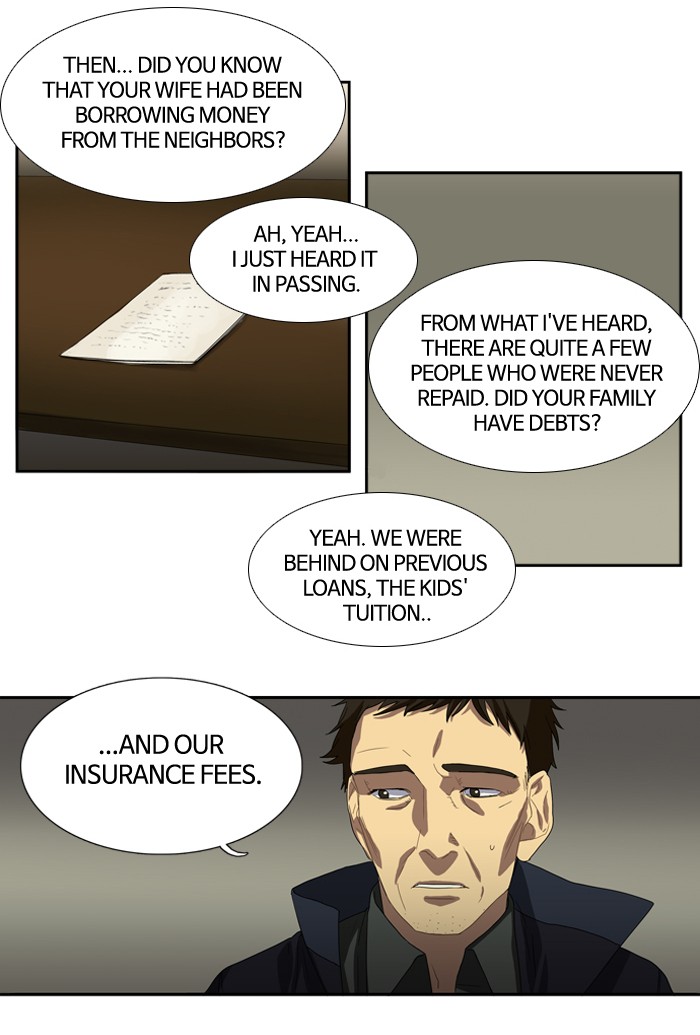 THEN... DID YOU KNOW
THAT YOUR WIFE HAD BEEN
BORROWING MONEY
FROM THE NEIGHBORS?
AH, YEAH...
I JUST HEARD IT
IN PASSING.
FROM WHAT I'VE HEARD,
THERE ARE QUITE A FEW
PEOPLE WHO WERE NEVER
REPAID. DID YOUR FAMILY
HAVE DEBTS?
YEAH. WE WERE
BEHIND ON PREVIOUS
LOANS, THE KIDS'
TUITION..
...AND OUR
INSURANCE FEES.